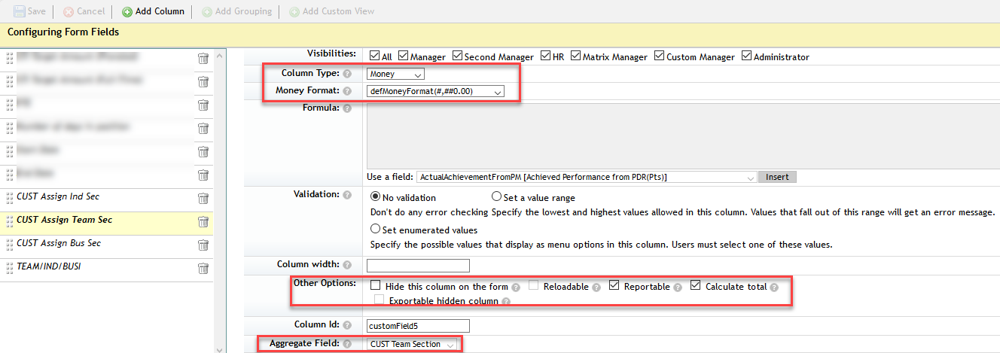 Save Cancel Add Column Add Grouping Add Custom View
Configuring Form Fields
Visibilities: All Manager Second Manager HR Matrix Manager Custom Manager Administrator
Column Type: Money
Money Format: defMoneyFormat(#,##0.00)
Formula:
Use a field: ActualAchievementFromPM [Achieved Performance from PDR(Pts)] Insert
CUST Assign Ind Sec
CUST Assign Team Sec
CUST Assign Bus Sec
TEAM/IND/BUSI
Validation: No validation Set a value range
Don't do any error checking Specify the lowest and highest values allowed in this column. Values that fall out of this range will get an error message.
Set enumerated values
Specify the possible values that display as menu options in this column. Users must select one of these values.
Column width:
Other Options: Hide this column on the form Reloadable Reportable Calculate total
Exportable hidden column
Column Id: customField5
Aggregate Field: CUST Team Section